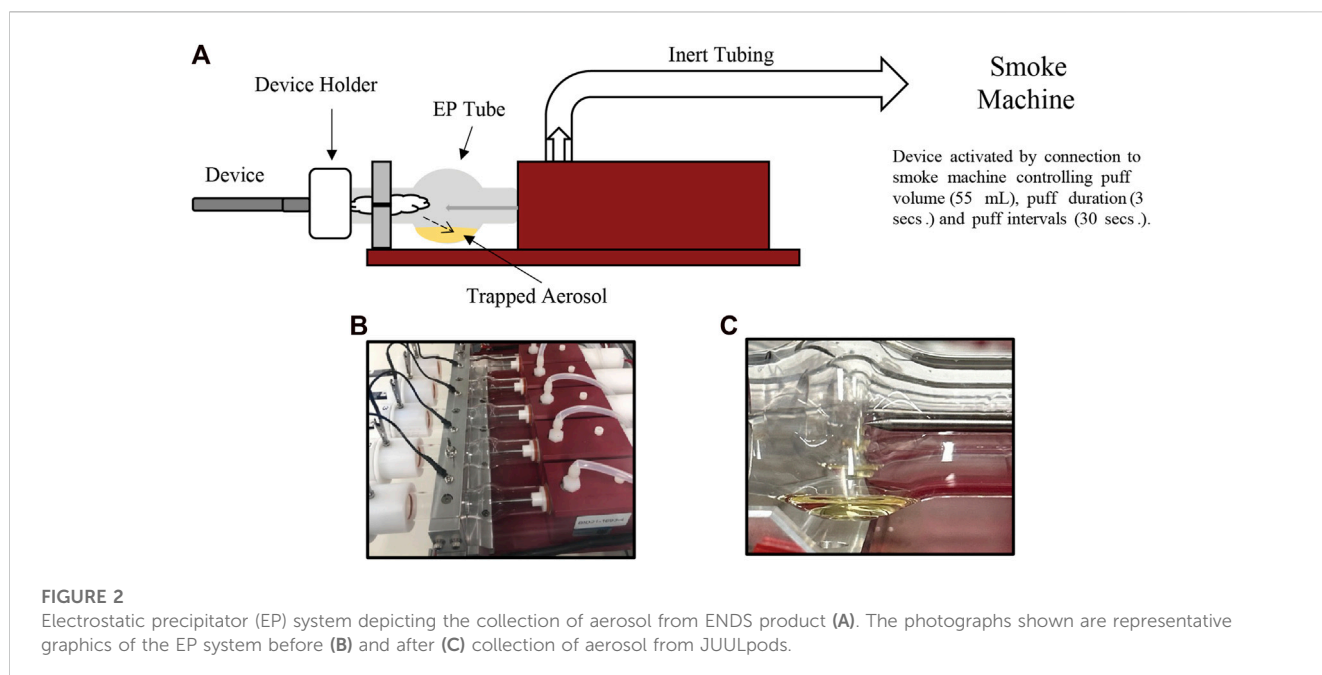 A
Inert Tubing
Smoke
Machine
Device Holder
EP Tube
Device
Device activated by connection to
smoke machine controlling puff
volume (55 mL), puff duration (3
secs.) and puff intervals (30 secs.).
Trapped Aerosol
B
C
FIGURE 2
Electrostatic precipitator (EP) system depicting the collection of aerosol from ENDS product (A). The photographs shown are representative
graphics of the EP system before (B) and after (C) collection of aerosol from JUULpods.